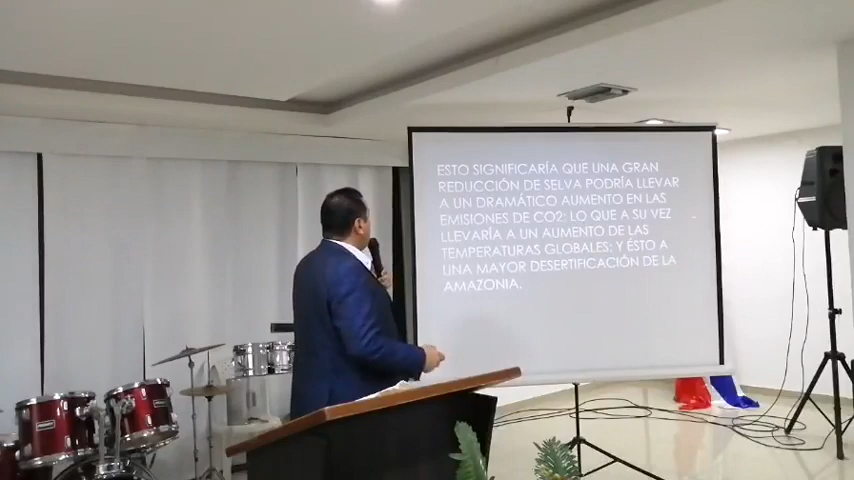 ESTO SIGNIFICARÍA QUE UNA GRAN
REDUCCIÓN DE SELVA PODRÍA LLEVAR
A UN DRAMÁTICO AUMENTO EN LAS
EMISIONES DE CO2; LO QUE A SU VEZ
LLEVARÍA A UN AUMENTO DE LAS
TEMPERATURAS GLOBALES; Y ÉSTO A
UNA MAYOR DESERTIFICACIÓN DE LA
AMAZONIA.